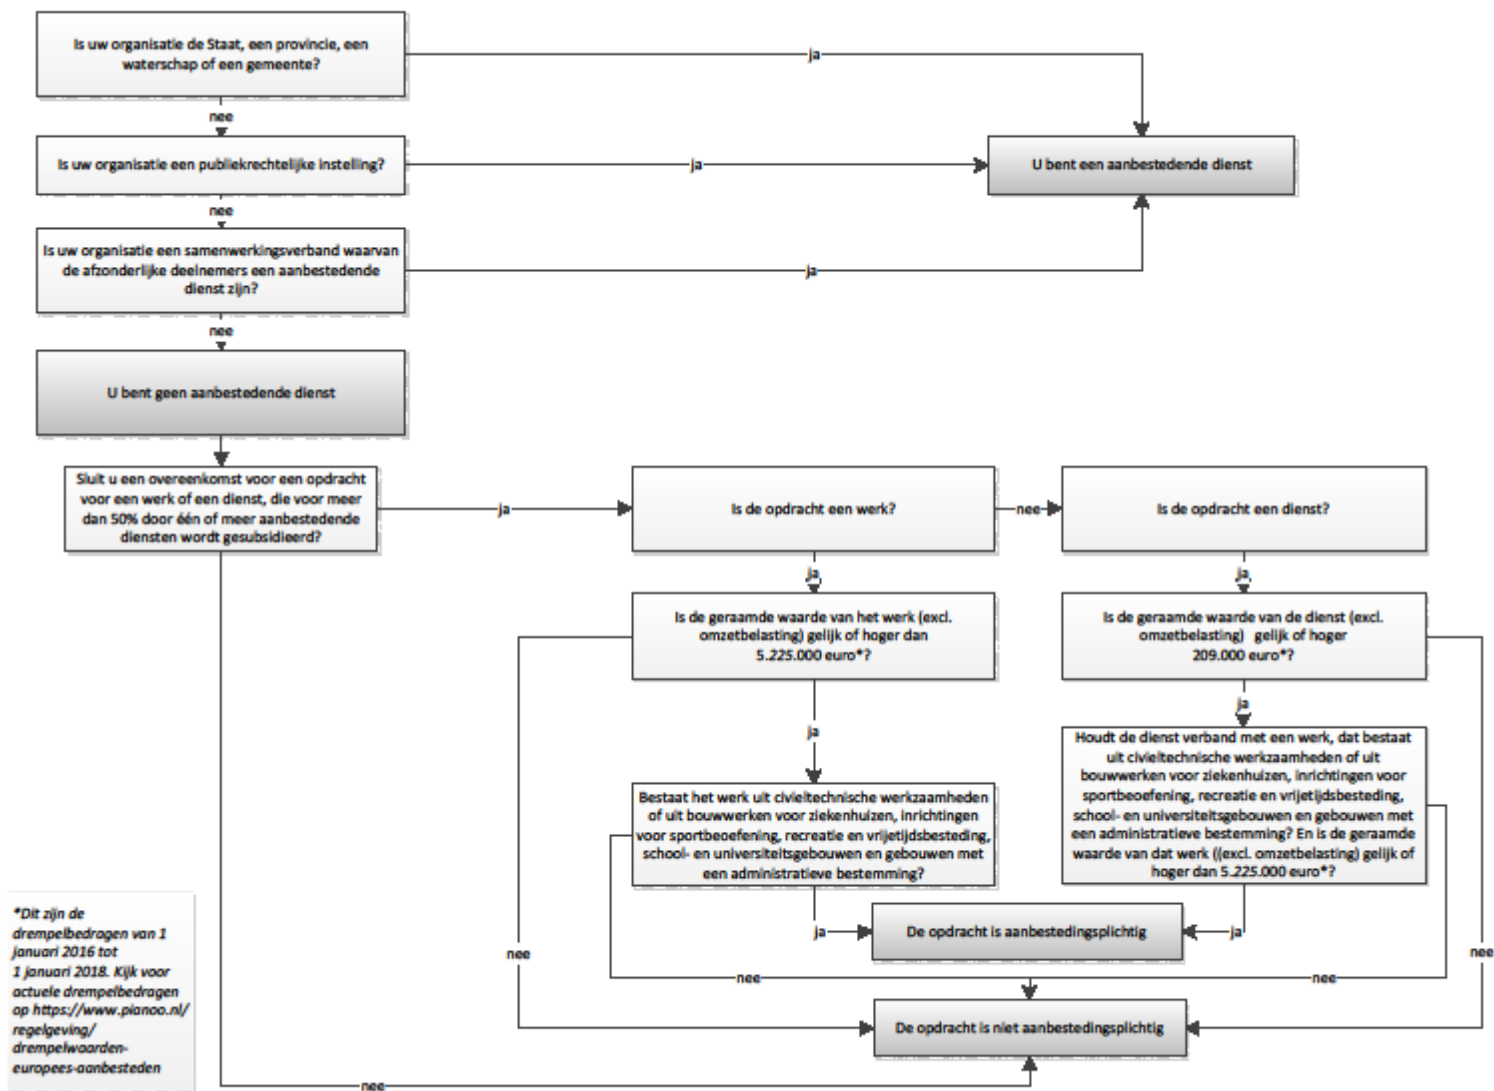 Is uw organisatie de Staat, een provincie, een
waterschap of een gemeente?
ja
nee
Is uw organisatie een publiekrechtelijke instelling?
ja
U bent een aanbestedende dienst
nee
Is uw organisatie een samenwerkingsverband waarvan
de afzonderlijke deelnemers een aanbestedende
dienst zijn?
ja
nee
U bent geen aanbestedende dienst
Sluit u een overeenkomst voor een opdracht
voor een werk of een dienst, die voor meer
dan 50% door één of meer aanbestedende
diensten wordt gesubsidieerd?
ja
Is de opdracht een werk?
nee
Is de opdracht een dienst?
ja
ja
Is de geraamde waarde van het werk (excl.
omzetbelasting) gelijk of hoger dan
5.225.000 euro*?
Is de geraamde waarde van de dienst (excl.
omzetbelasting) gelijk of hoger
209.000 euro*?
ja
ja
Bestaat het werk uit civieltechnische werkzaamheden
of uit bouwwerken voor ziekenhuizen, inrichtingen
voor sportbeoefening, recreatie en vrijetijdsbesteding,
school- en universiteitsgebouwen en gebouwen met
een administratieve bestemming?
Houdt de dienst verband met een werk, dat bestaat
uit civieltechnische werkzaamheden of uit
bouwwerken voor ziekenhuizen, inrichtingen voor
sportbeoefening, recreatie en vrijetijdsbesteding,
school- en universiteitsgebouwen en gebouwen met
een administratieve bestemming? En is de geraamde
waarde van dat werk ((excl. omzetbelasting) gelijk of
hoger dan 5.225.000 euro*?
ja
De opdracht is aanbestedingsplichtig
ja
nee
nee
nee
nee
De opdracht is niet aanbestedingsplichtig
nee
*Dit zijn de
drempelbedragen van 1
januari 2016 tot
1 januari 2018. Kijk voor
actuele drempelbedragen
op https://www.pianoo.nl/
regelgeving/
drempelwaarden-
europees-aanbesteden